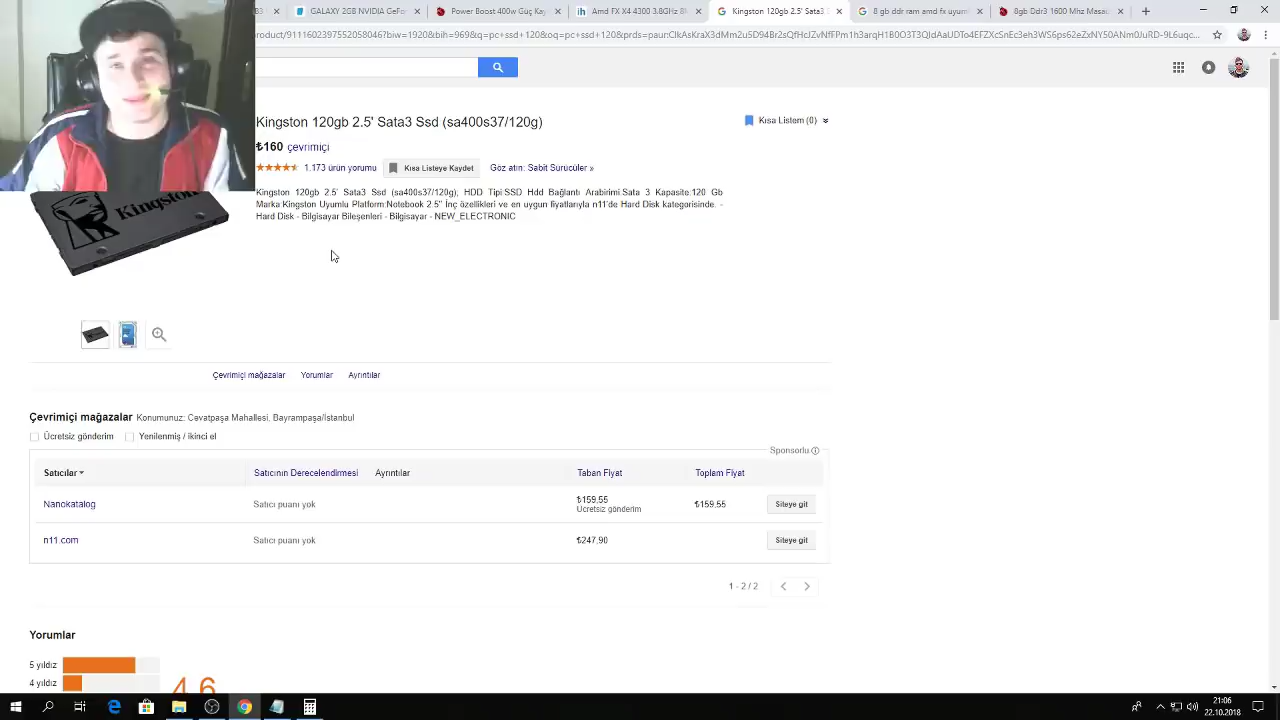 GALAXY 2GB NVIDIA GeFo
Power Boost 400w Güç Kay
Amd FX X4 4300 3.8GHz 8
Kingston 120gb 2.5' Sata3
8 gb ddr ram amd fx uyum
8gb Ddr3 1600 Mhz Masaü
Kingston 120gb 2.5' Sata3 Ssd (sa400s37/120g)
Kısa Listem (0)
₺160 çevrimiçi
1.173 ürün yorumu
Kısa Listeye Kaydet
Göz atın: Sabit Sürücüler »
Kingston 120gb 2.5' Sata3 Ssd (sa400s37/120g), HDD Tipi:SSD Hdd Bağlantı Arabirimi:Sata 3 Kapasite:120 Gb
Marka:Kingston Uyumlu Platform:Notebook 2.5" İnç özellikleri ve en uygun fiyatlarıyla n11'de Hard Disk kategorisinde. -
Hard Disk - Bilgisayar Bileşenleri - Bilgisayar - NEW_ELECTRONIC
Kingston
Çevrimiçi mağazalar
Yorumlar
Ayrıntılar
Çevrimiçi mağazalar Konumunuz: Cevatpaşa Mahallesi, Bayrampaşa/İstanbul
Ücretsiz gönderim
Yenilenmiş / ikinci el
Sponsorlu
Satıcılar
Satıcının Derecelendirmesi
Ayrıntılar
Taban Fiyat
Toplam Fiyat
Nanokatalog
Satıcı puanı yok
₺159,55
Ücretsiz gönderim
₺159,55
Siteye git
n11.com
Satıcı puanı yok
₺247,90
Siteye git
1 - 2 / 2
Yorumlar
5 yıldız
4 yıldız
4,6
21:06
22.10.2018